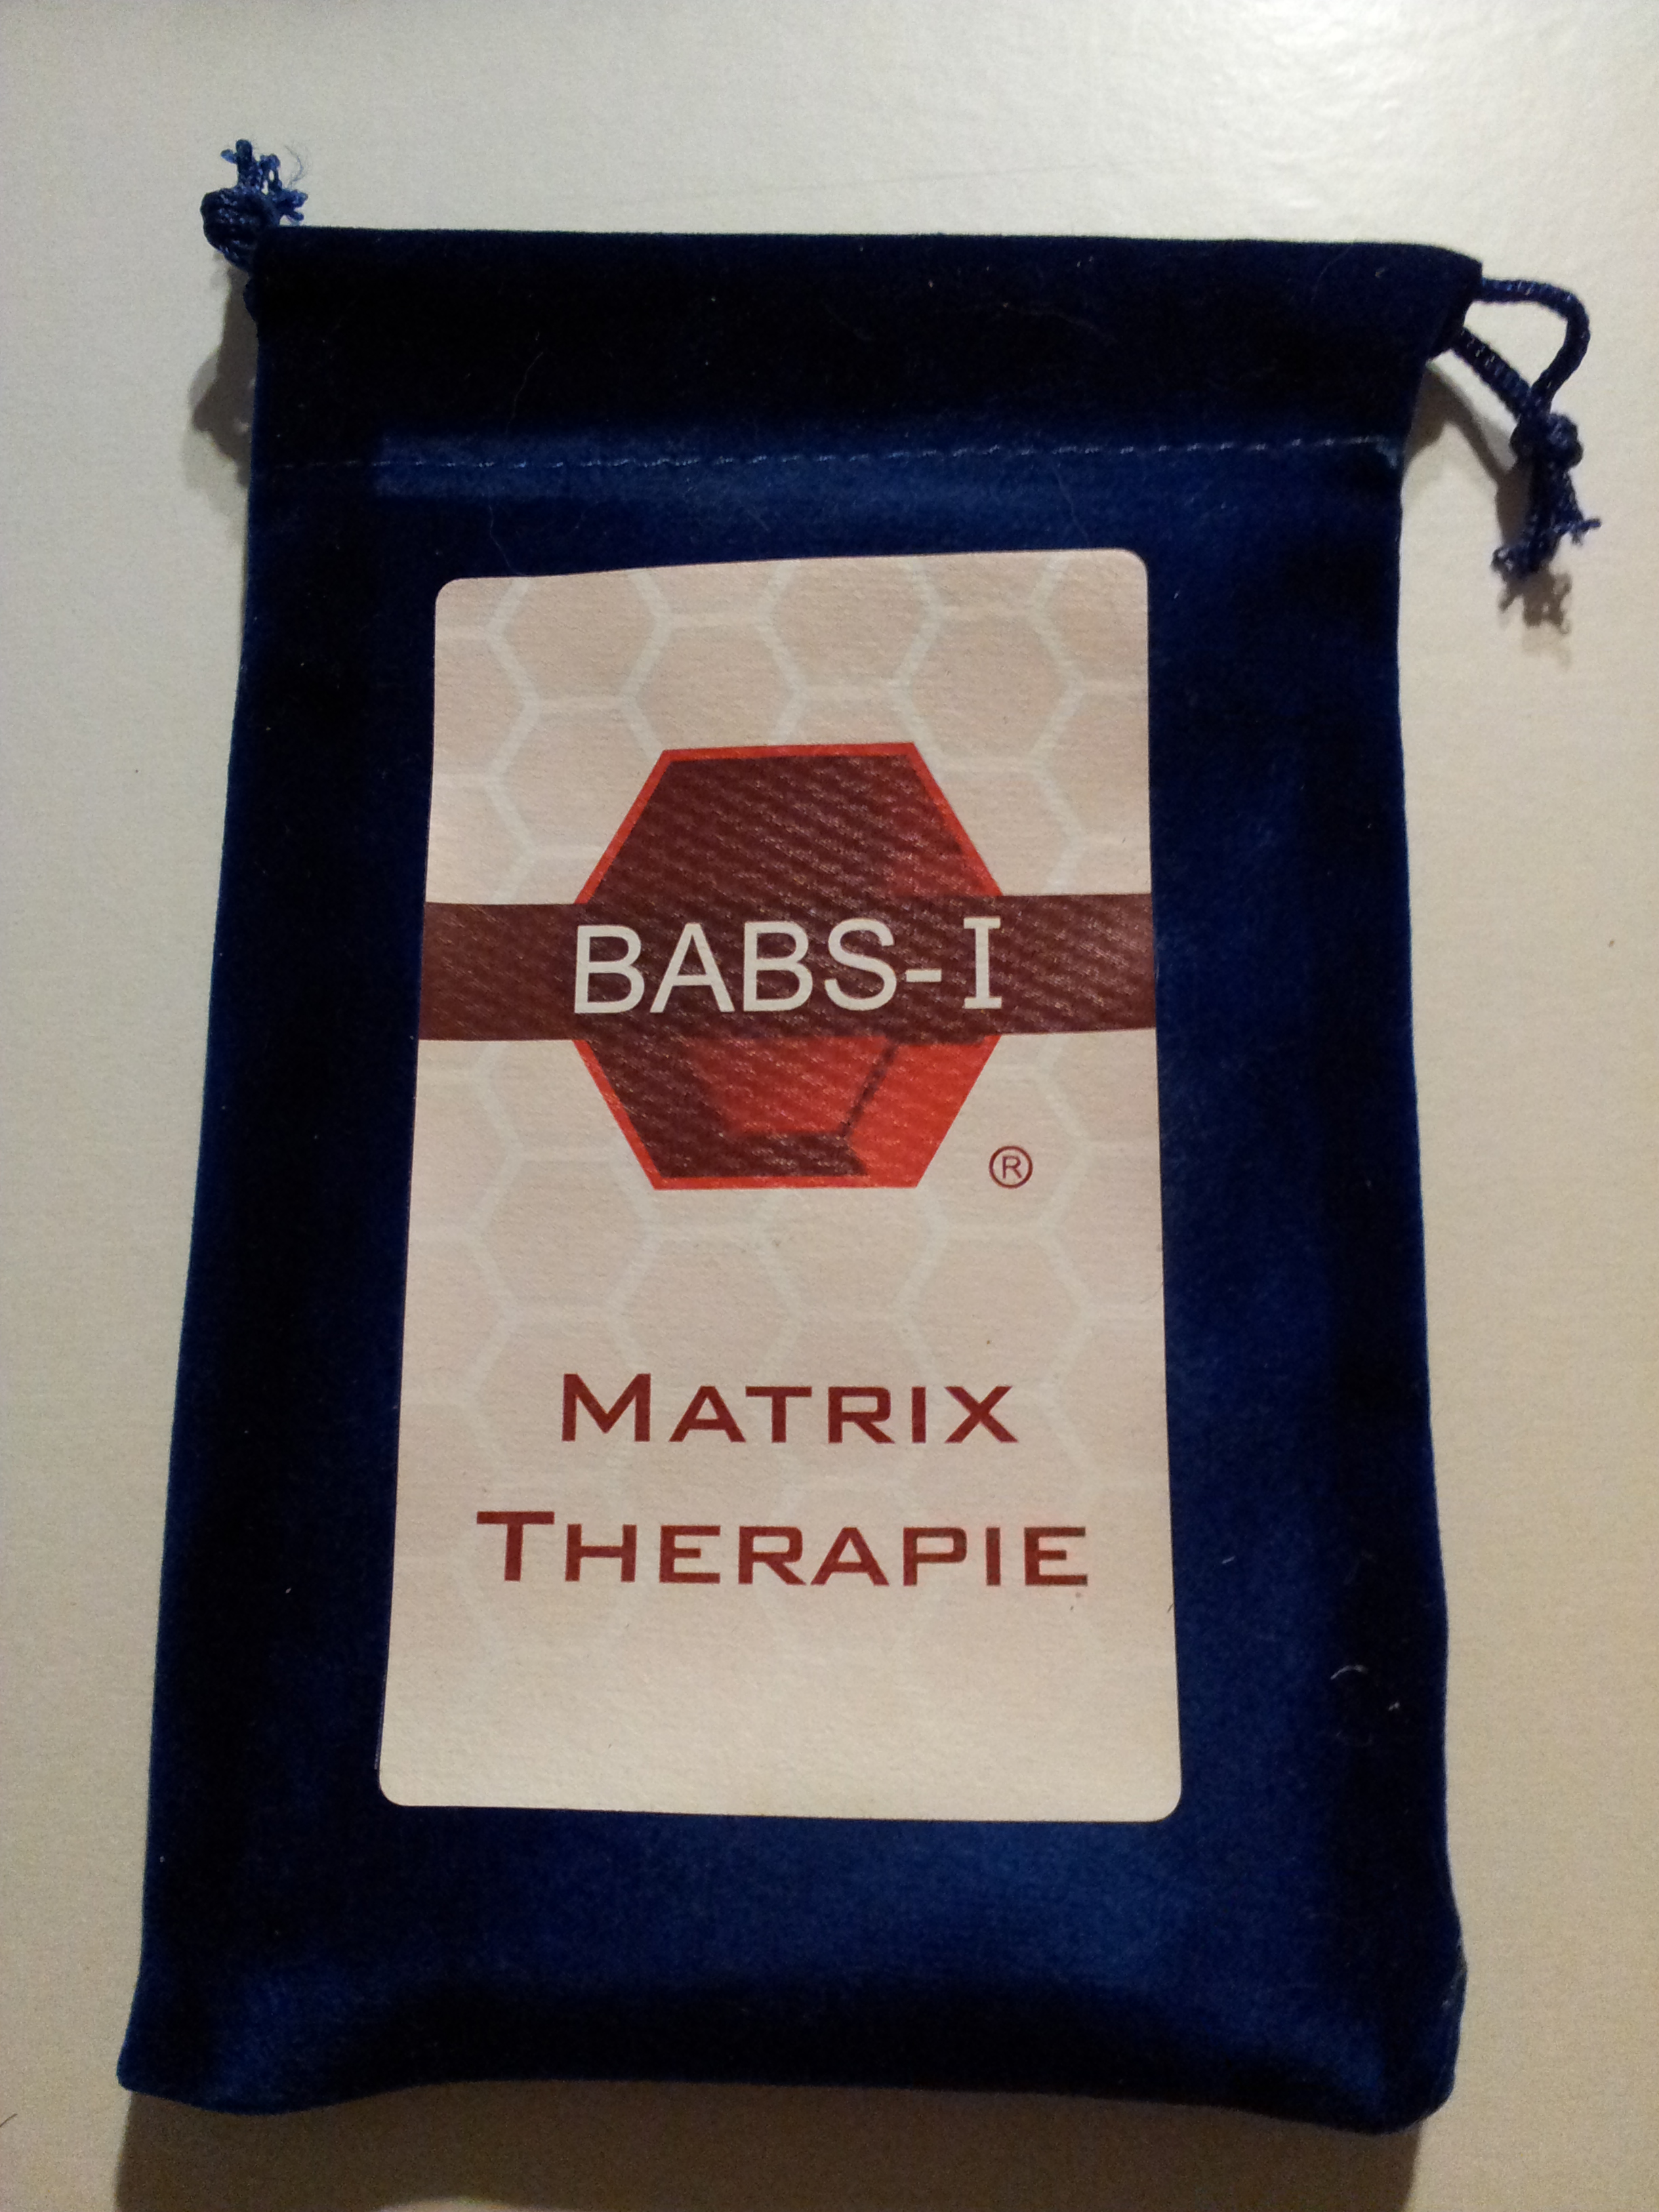 BABS-I
®
MATRIX
THERAPIE